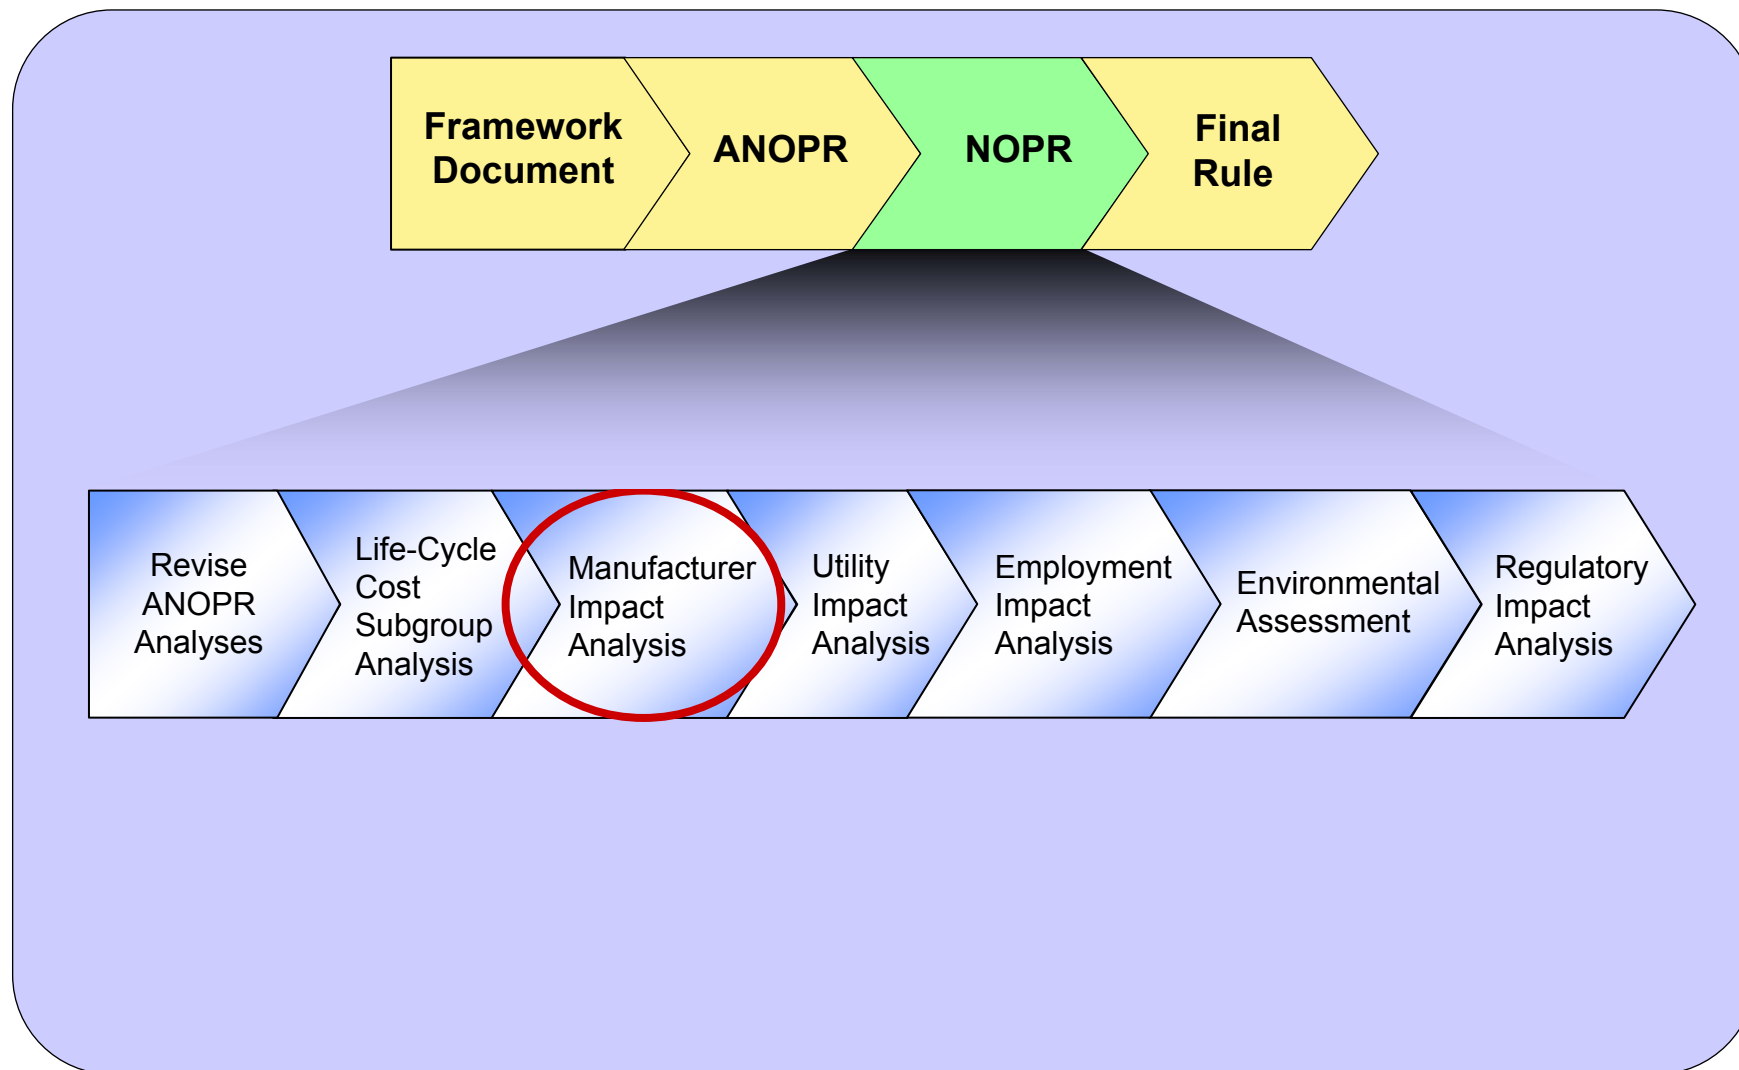 Framework
Document
ANOPR
NOPR
Final
Rule
Revise
ANOPR
Analyses
Life-Cycle
Cost
Subgroup
Analysis
Manufacturer
Impact
Analysis
Utility
Impact
Analysis
Employment
Impact
Analysis
Environmental
Assessment
Regulatory
Impact
Analysis